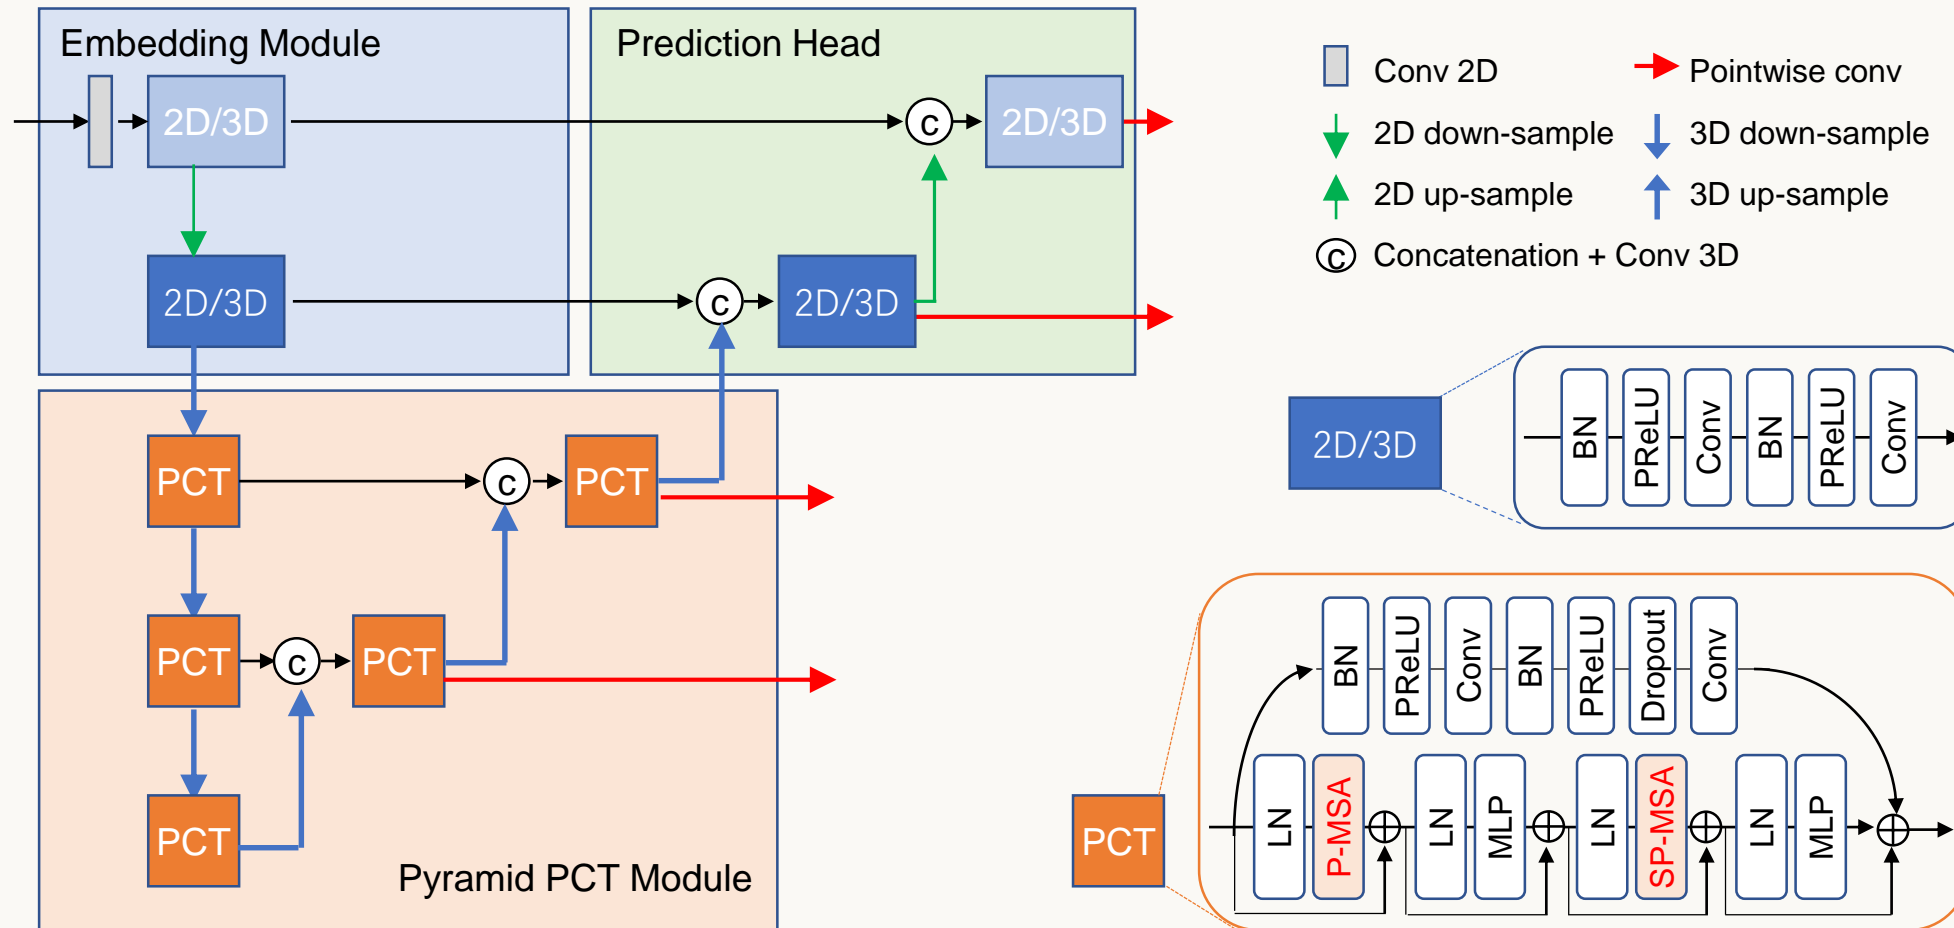 Embedding Module
Prediction Head
2D/3D
C
2D/3D
2D/3D
C
2D/3D
PCT
C
PCT
PCT
C
PCT
PCT
Pyramid PCT Module
Conv 2D
Pointwise conv
2D down-sample
3D down-sample
2D up-sample
3D up-sample
C
Concatenation + Conv 3D
2D/3D
BN
PReLU
Conv
BN
PReLU
Conv
PCT
BN
PReLU
Conv
BN
PReLU
Dropout
Conv
LN
P-MSA
LN
MLP
LN
SP-MSA
LN
MLP